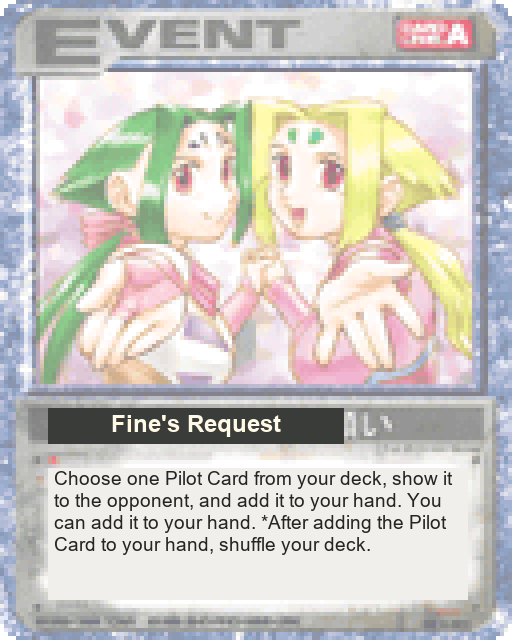 EVENT
A
Fine's Request
Choose one Pilot Card from your deck, show it
to the opponent, and add it to your hand. You
can add it to your hand. *After adding the Pilot
Card to your hand, shuffle your deck.